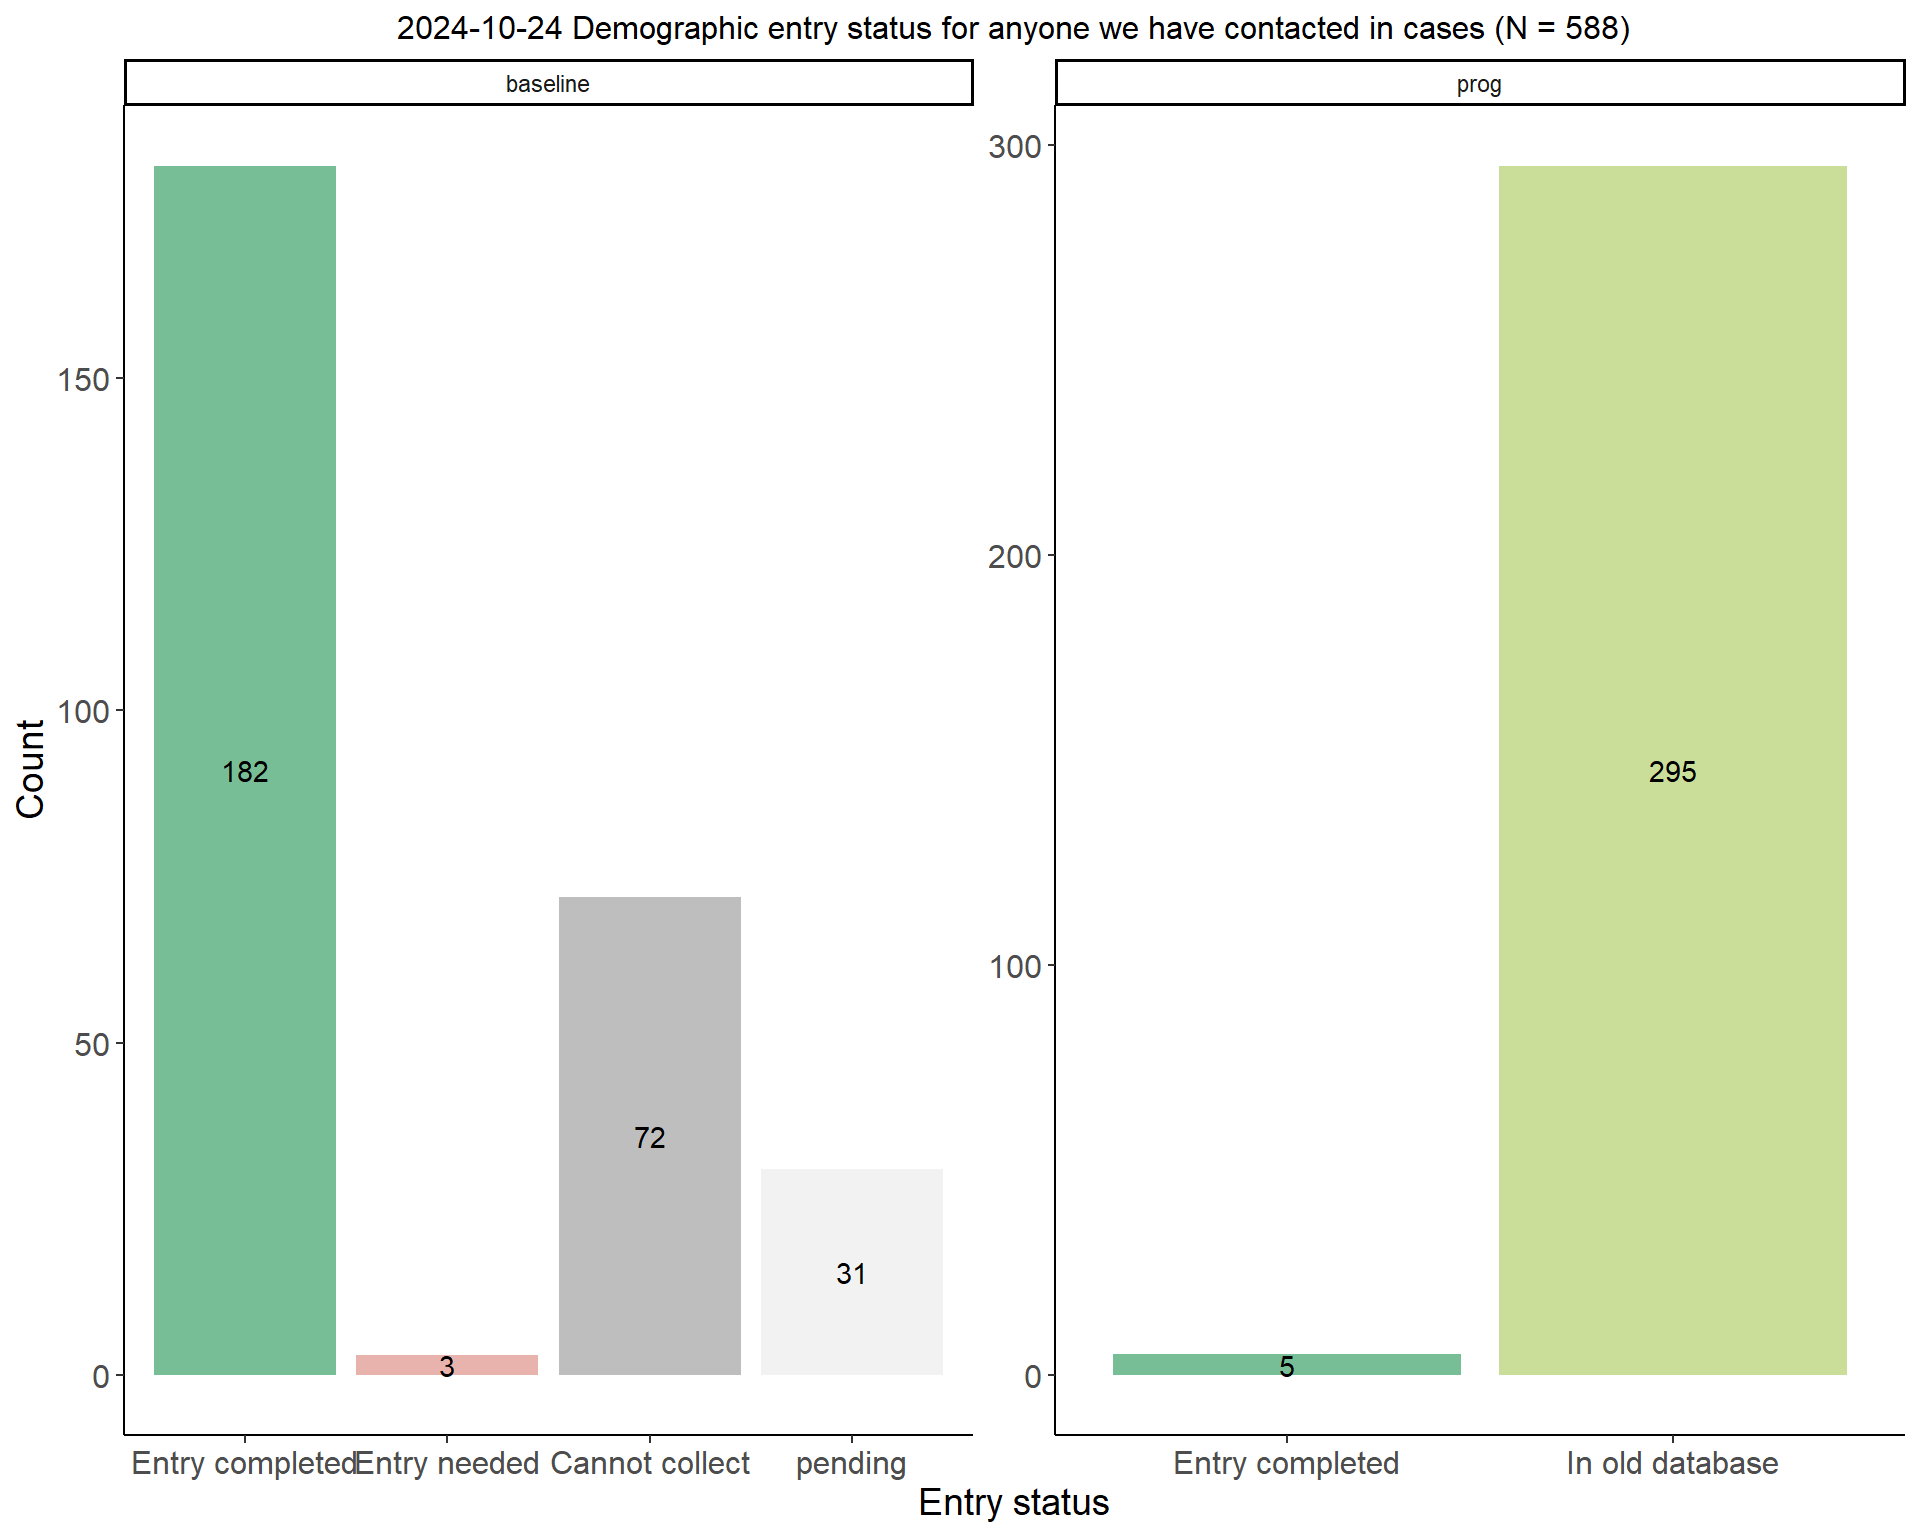 2024-10-24 Demographic entry status for anyone we have contacted in cases (N = 588)
baseline
prog
Count
150
100
50
0
182
3
72
31
Entry completed
Entry needed
Cannot collect
pending
300
200
100
0
5
295
Entry completed
In old database
Entry status